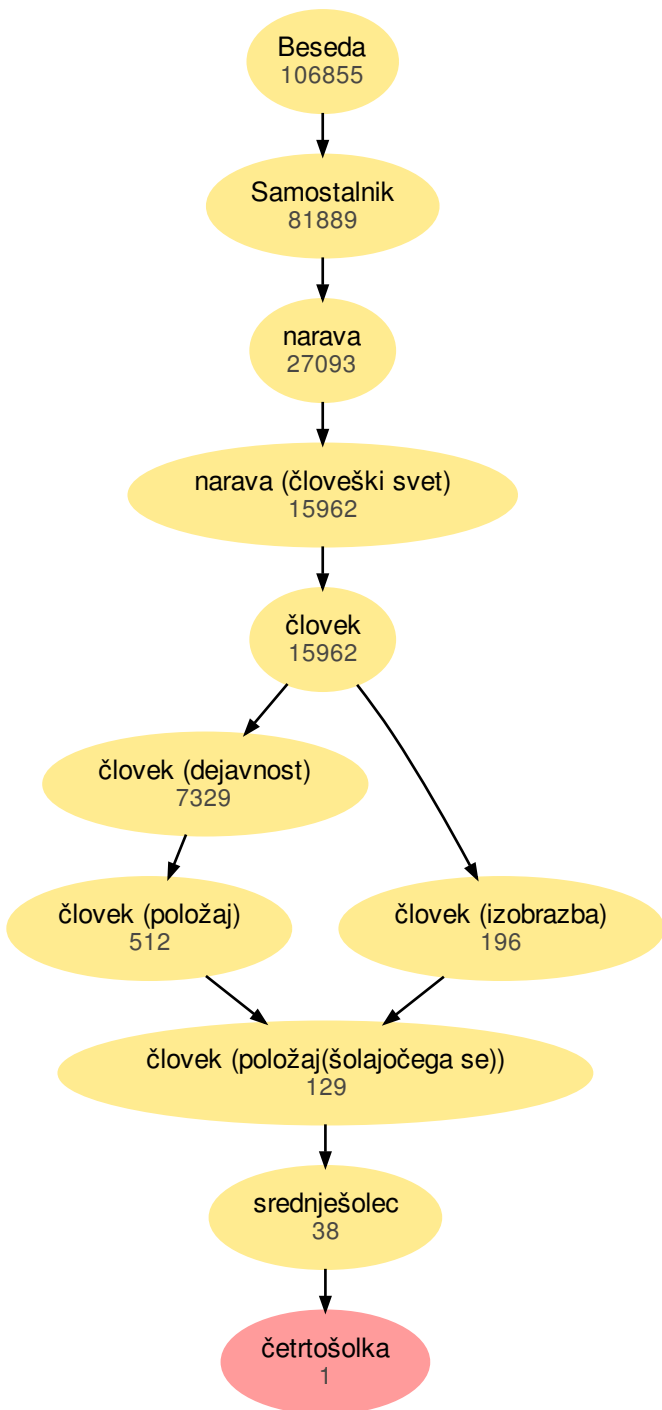 Beseda
106855
Samostalnik
81889
narava
27093
narava (človeški svet)
15962
človek
15962
človek (dejavnost)
7329
človek (položaj)
512
človek (izobrazba)
196
človek (položaj(šolajočega se))
129
srednješolec
38
četrtošolka
1